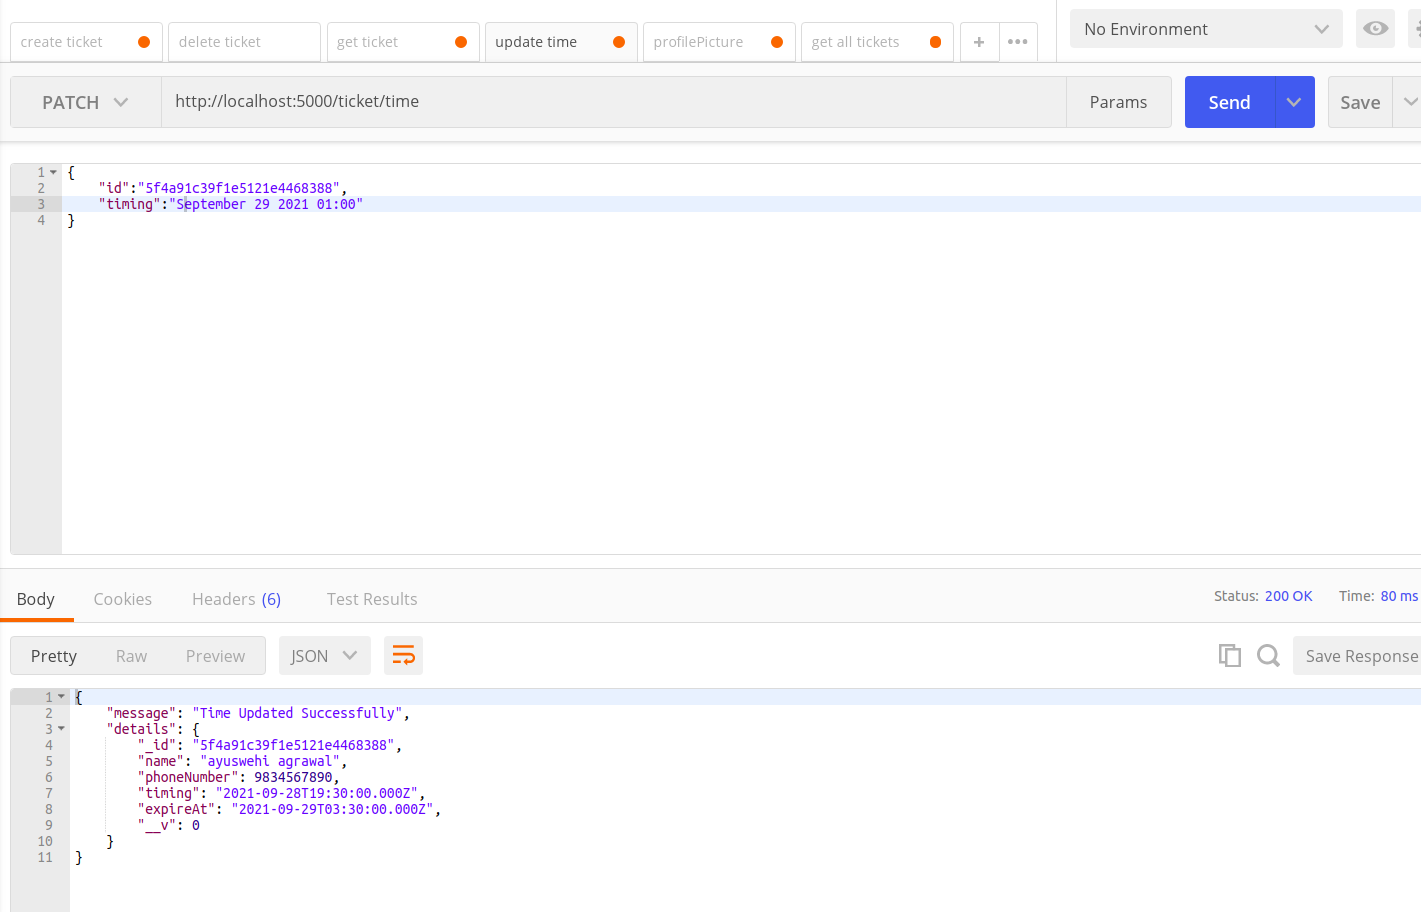 create ticket delete ticket get ticket update time profilePicture get all tickets + ••• No Environment
PATCH http://localhost:5000/ticket/time Params Send Save
1 {
2 "id":"5f4a91c39f1e5121e4468388",
3 "timing":"September 29 2021 01:00"
4 }
Body Cookies Headers (6) Test Results Status: 200 OK Time: 80 ms
Pretty Raw Preview JSON Save Response
1 {
2 "message": "Time Updated Successfully",
3 "details": {
4 "_id": "5f4a91c39f1e5121e4468388",
5 "name": "ayuswehi agrawal",
6 "phoneNumber": 9834567890,
7 "timing": "2021-09-28T19:30:00.000Z",
8 "expireAt": "2021-09-29T03:30:00.000Z",
9 "__v": 0
10 }
11 }